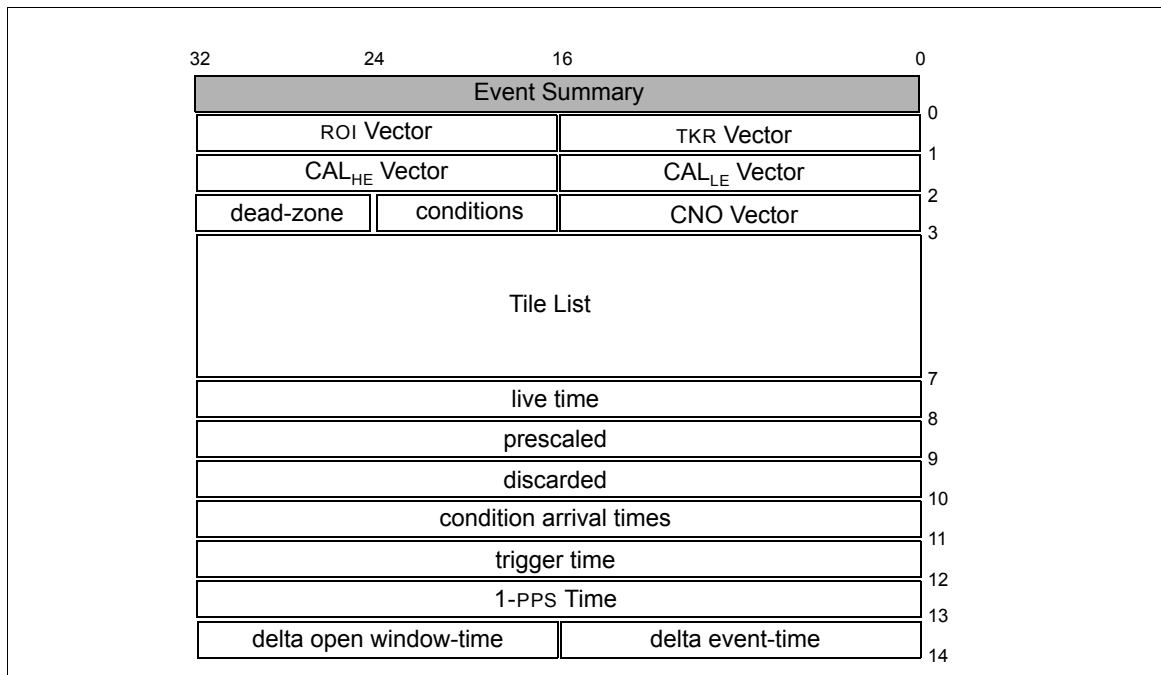 32 24 16 0
Event Summary
0
ROI Vector TKR Vector
1
CAL_HE Vector CAL_LE Vector
2
dead-zone conditions CNO Vector
3
Tile List
7
live time
8
prescaled
9
discarded
10
condition arrival times
11
trigger time
12
1-PPS Time
13
delta open window-time delta event-time
14